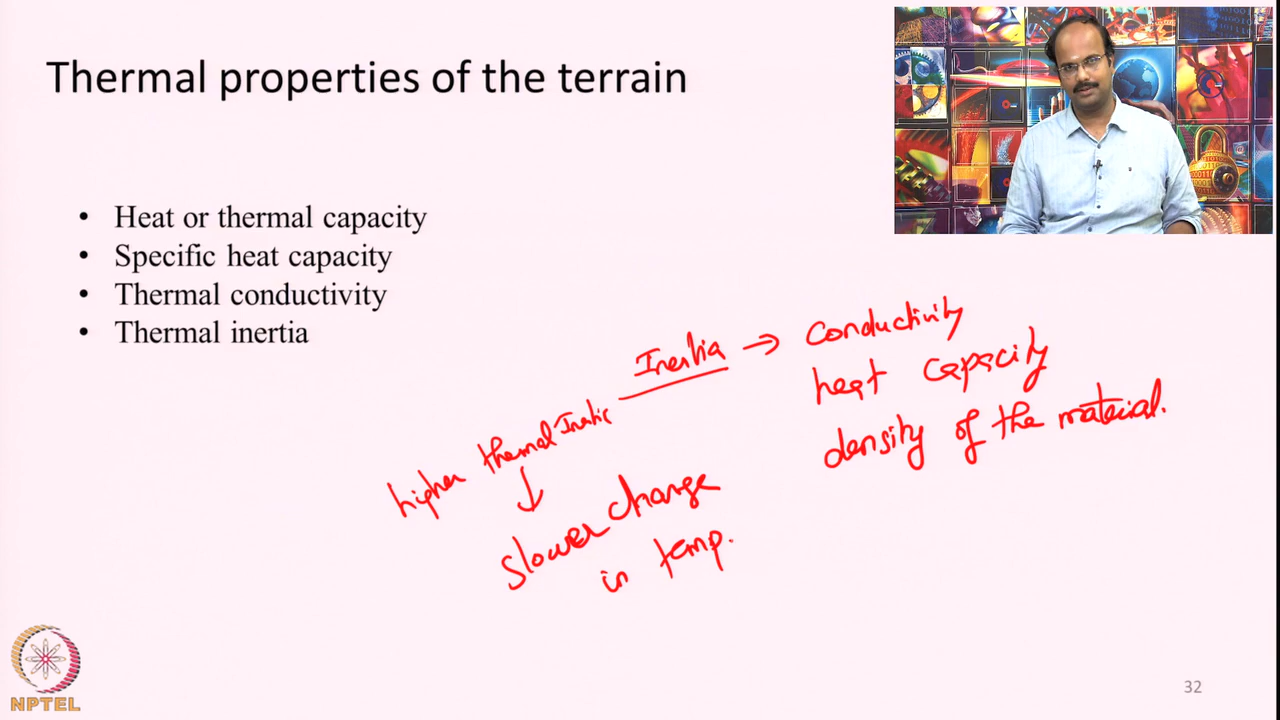 Thermal properties of the terrain
• Heat or thermal capacity
• Specific heat capacity
• Thermal conductivity
• Thermal inertia
Inertia → conductivity
heat capacity
density of the material.
higher thermal Inertia
↓
slower change
in temp.
NPTEL
32